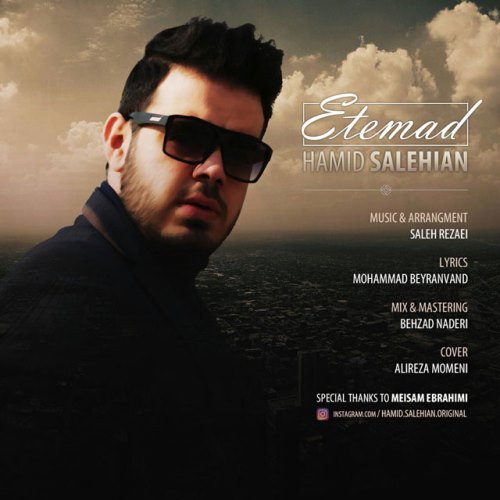 Etemad
HAMID SALEHIAN
MUSIC & ARRANGMENT
SALEH REZAEI
LYRICS
MOHAMMAD BEYRANVAND
MIX & MASTERING
BEHZAD NADERI
COVER
ALIREZA MOMENI
SPECIAL THANKS TO MEISAM EBRAHIMI
INSTAGRAM.COM / HAMID.SALEHIAN.ORIGINAL